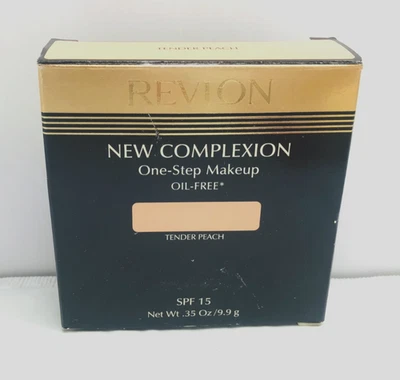 TENDER PEACH
REVLON
NEW COMPLEXION
One-Step Makeup
OIL-FREE*
TENDER PEACH
SPF 15
Net Wt .35 Oz/9.9 g